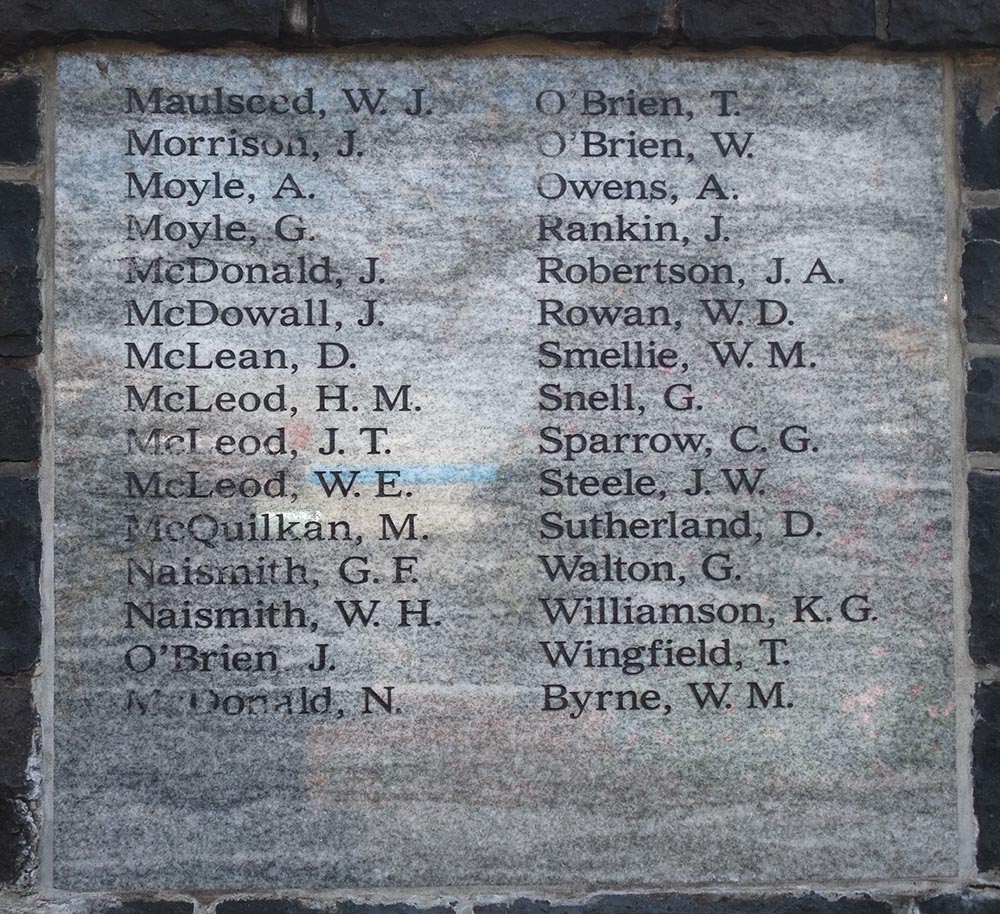 Maulseed, W. J.
Morrison, J.
Moyle, A.
Moyle, G.
McDonald, J.
McDowall, J.
McLean, D.
McLeod, H. M.
McLeod, J. T.
McLeod, W. E.
McQuilkan, M.
Naismith, G. F.
Naismith, W. H.
O'Brien J.
McDonald, N.
O'Brien, T.
O'Brien, W.
Owens, A.
Rankin, J.
Robertson, J. A.
Rowan, W. D.
Smellie, W. M.
Snell, G.
Sparrow, C. G.
Steele, J. W.
Sutherland, D.
Walton, G.
Williamson, K. G.
Wingfield, T.
Byrne, W. M.